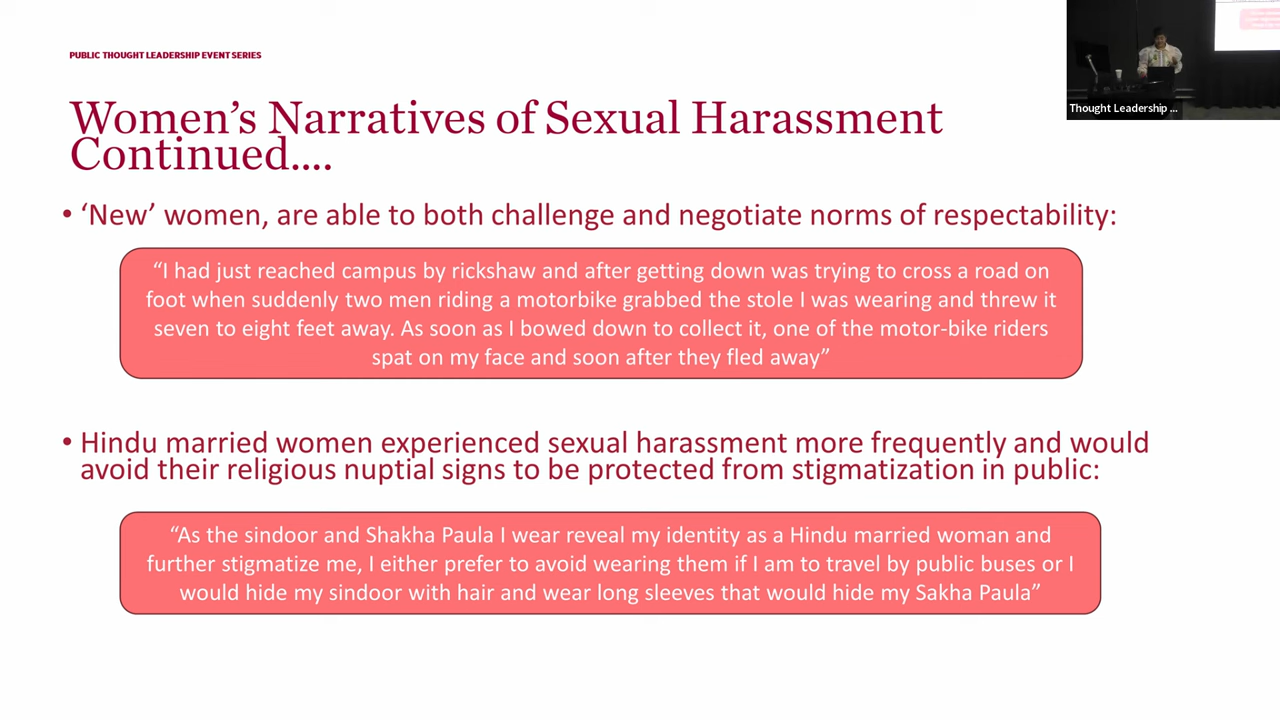 PUBLIC THOUGHT LEADERSHIP EVENT SERIES
Thought Leadership ...
Women’s Narratives of Sexual Harassment
Continued....
• ‘New’ women, are able to both challenge and negotiate norms of respectability:
“I had just reached campus by rickshaw and after getting down was trying to cross a road on
foot when suddenly two men riding a motorbike grabbed the stole I was wearing and threw it
seven to eight feet away. As soon as I bowed down to collect it, one of the motor-bike riders
spat on my face and soon after they fled away”
• Hindu married women experienced sexual harassment more frequently and would
avoid their religious nuptial signs to be protected from stigmatization in public:
“As the sindoor and Shakha Paula I wear reveal my identity as a Hindu married woman and
further stigmatize me, I either prefer to avoid wearing them if I am to travel by public buses or I
would hide my sindoor with hair and wear long sleeves that would hide my Sakha Paula”